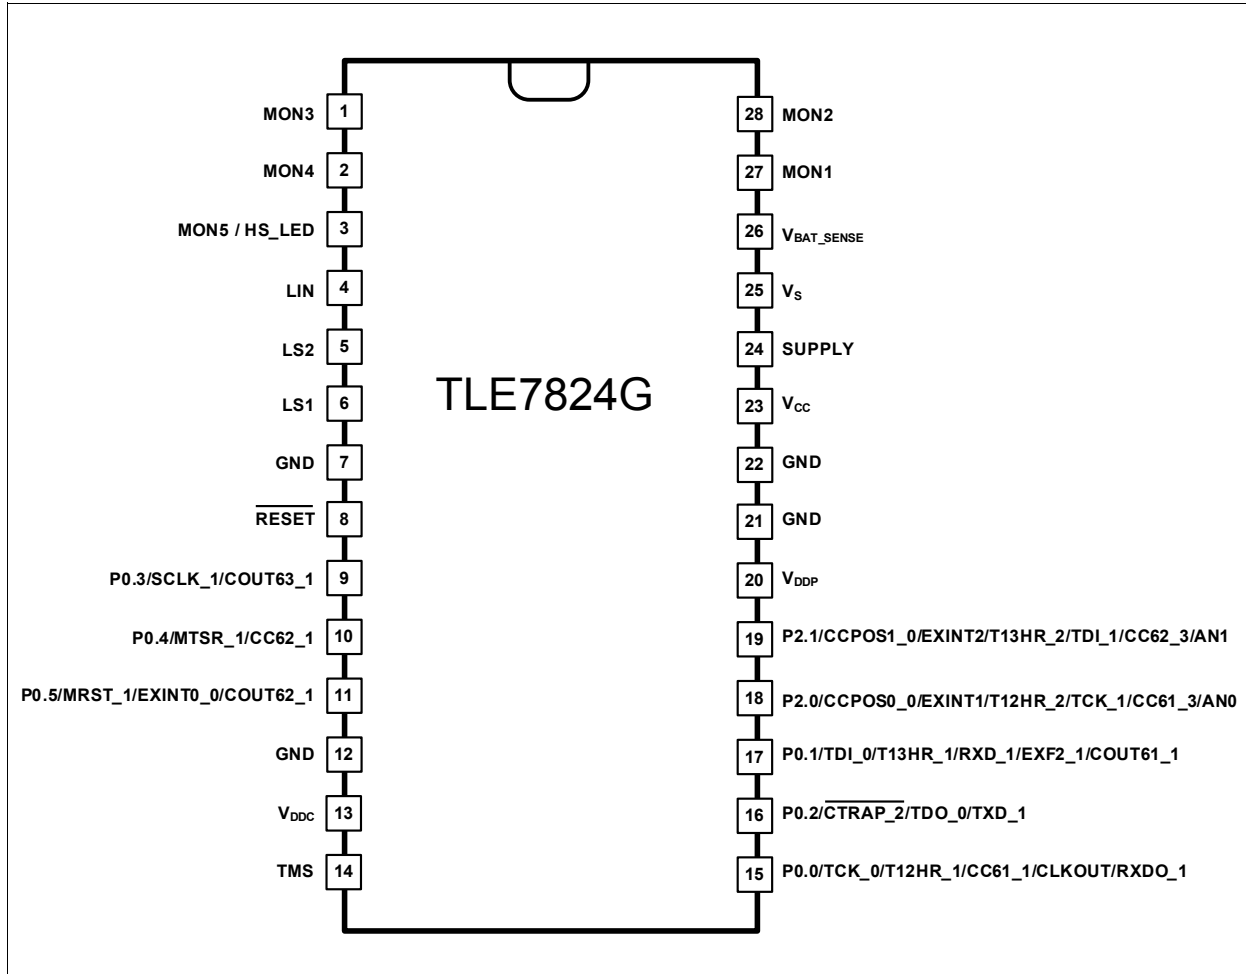 MON3 1
28 MON2
MON4 2
27 MON1
MON5 / HS_LED 3
26 VBAT_SENSE
LIN 4
25 VS
LS2 5
24 SUPPLY
TLE7824G
LS1 6
23 VCC
GND 7
22 GND
RESET 8
21 GND
P0.3/SCLK_1/COUT63_1 9
20 VDDP
P0.4/MTSR_1/CC62_1 10
19 P2.1/CCPOS1_0/EXINT2/T13HR_2/TDI_1/CC62_3/AN1
P0.5/MRST_1/EXINT0_0/COUT62_1 11
18 P2.0/CCPOS0_0/EXINT1/T12HR_2/TCK_1/CC61_3/AN0
GND 12
17 P0.1/TDI_0/T13HR_1/RXD_1/EXF2_1/COUT61_1
VDDC 13
16 P0.2/CTRAP_2/TDO_0/TXD_1
TMS 14
15 P0.0/TCK_0/T12HR_1/CC61_1/CLKOUT/RXDO_1